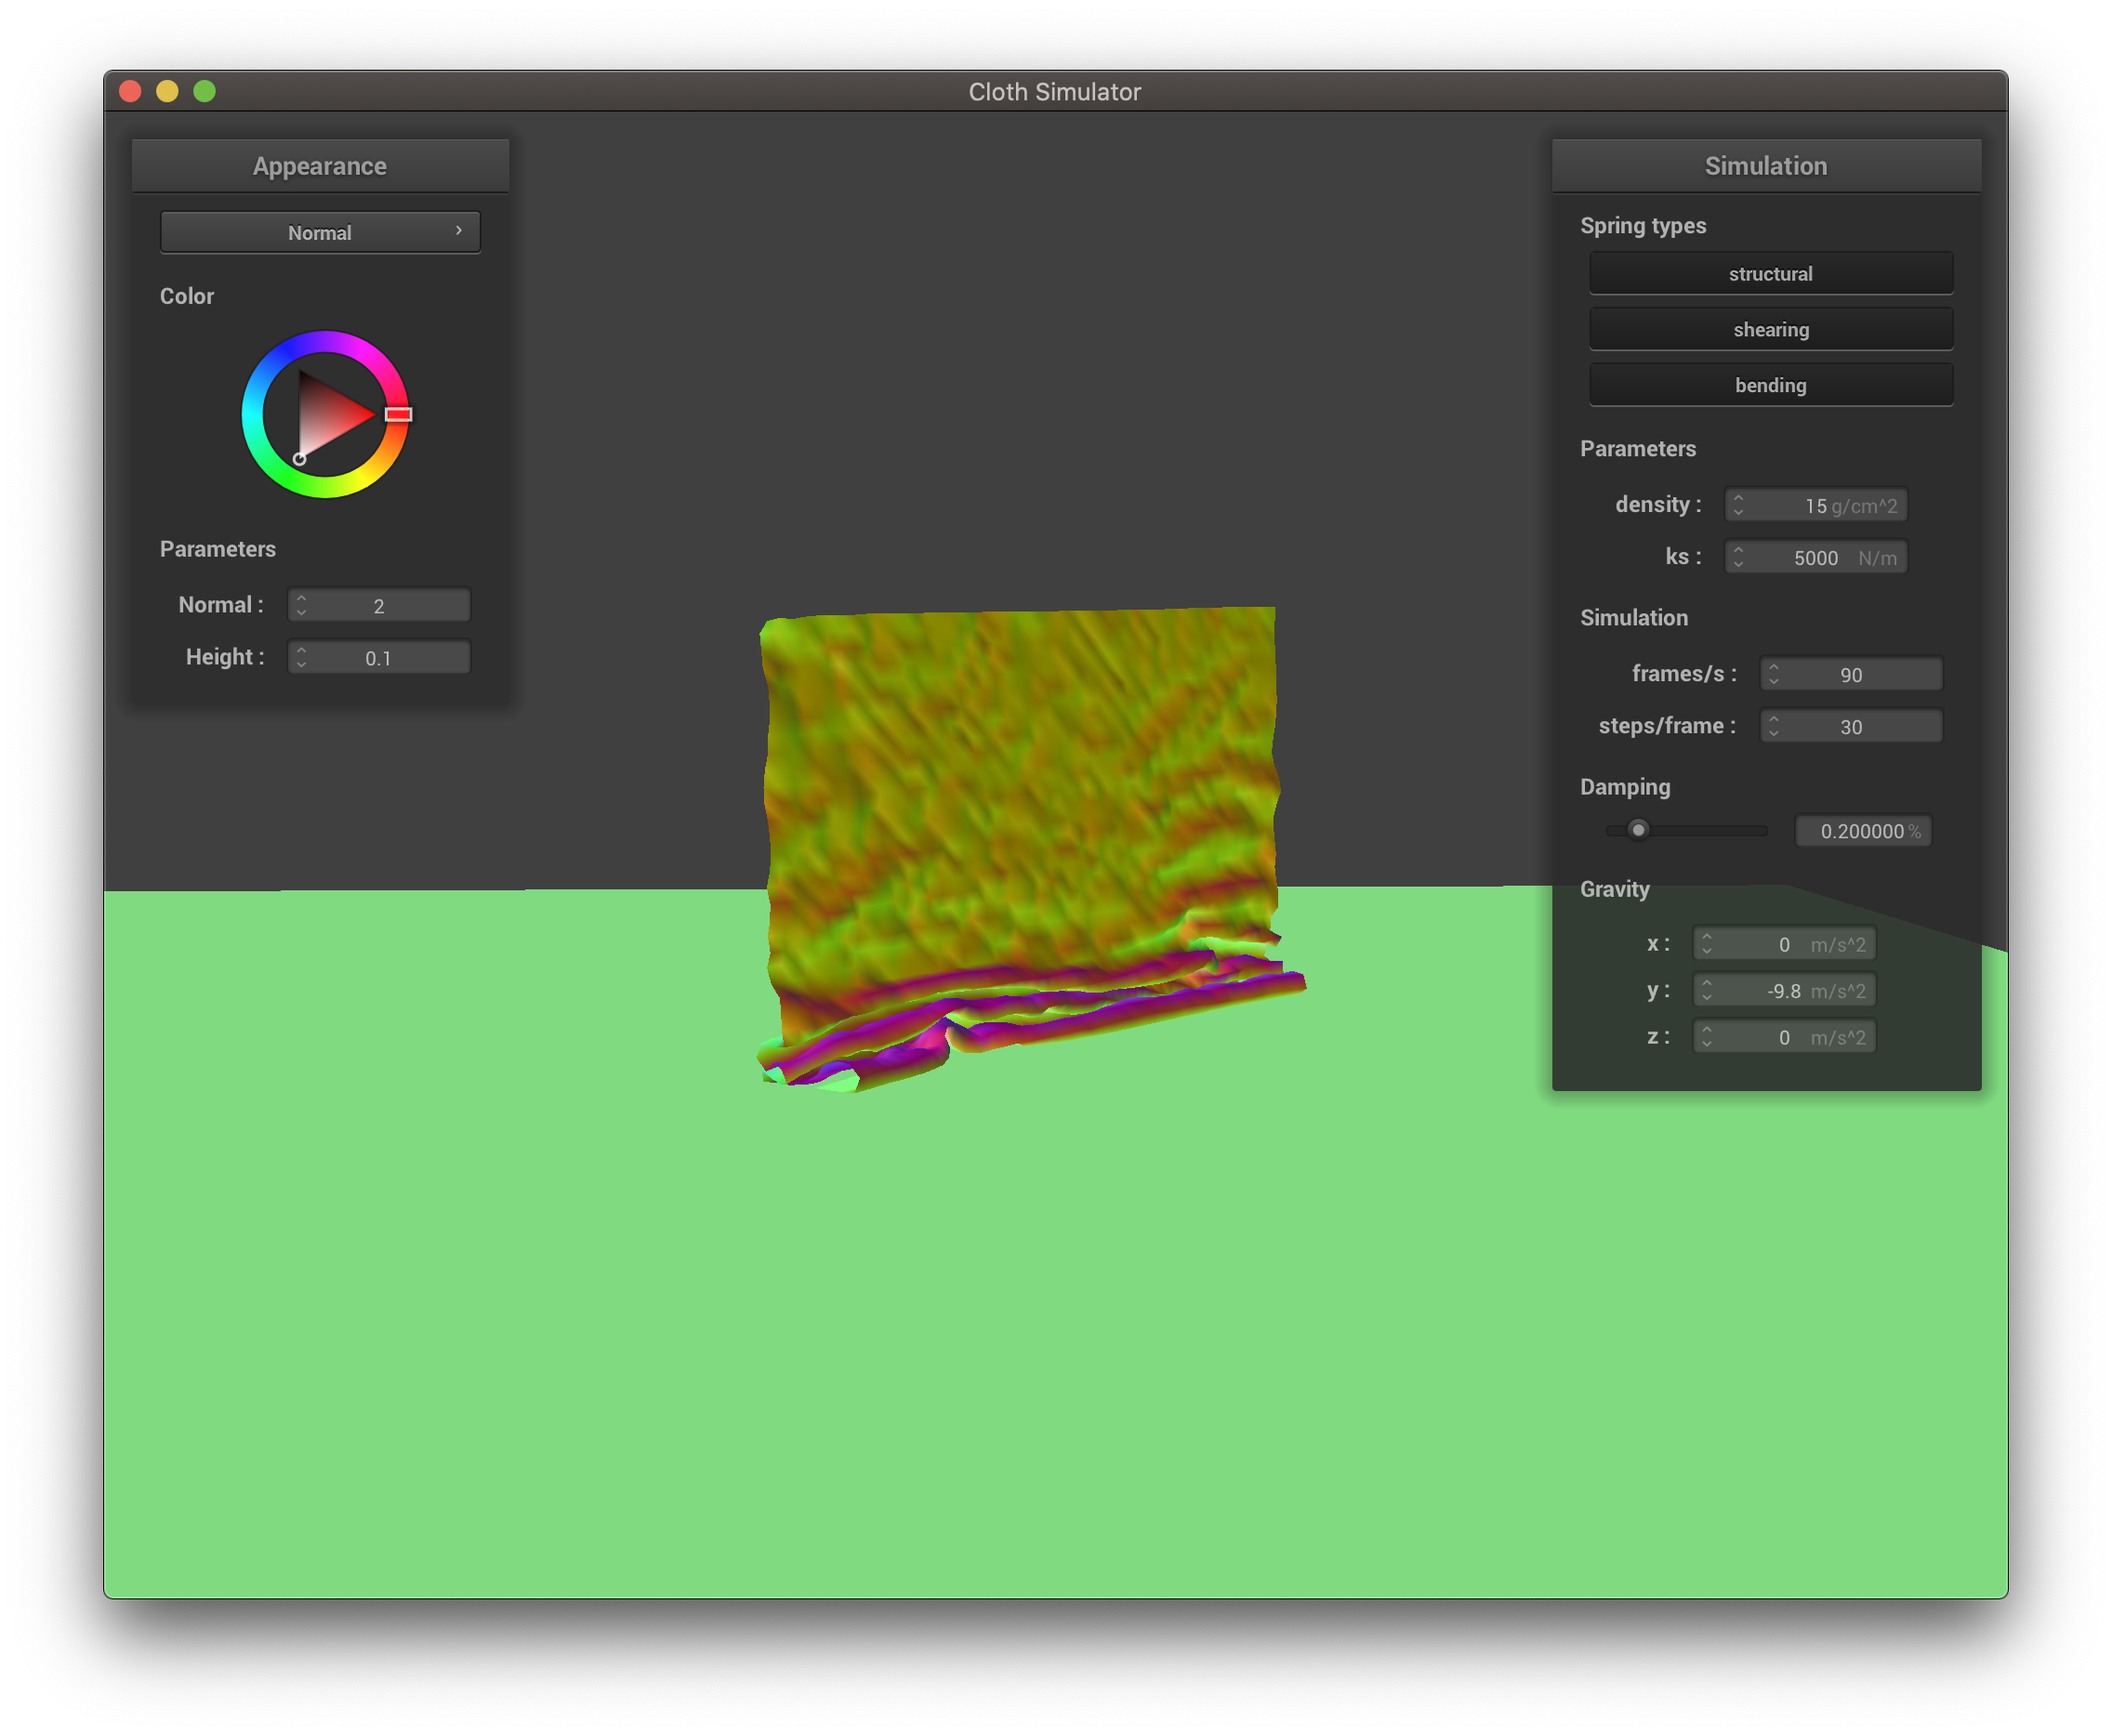 Cloth Simulator
Appearance
Normal
Color
Parameters
Normal : 2
Height : 0.1
Simulation
Spring types
structural
shearing
bending
Parameters
density : 15 g/cm^2
ks : 5000 N/m
Simulation
frames/s : 90
steps/frame : 30
Damping
0.200000 %
Gravity
x : 0 m/s^2
y : -9.8 m/s^2
z : 0 m/s^2